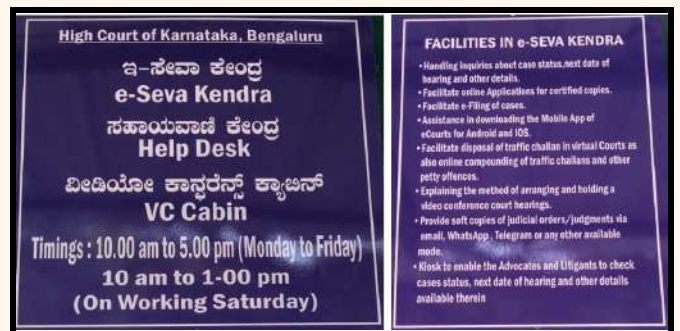 High Court of Karnataka, Bengaluru
ಇ-ಸೇವಾ ಕೇಂದ್ರ
e-Seva Kendra
ಸಹಾಯವಾಣಿ ಕೇಂದ್ರ
Help Desk
ವೀಡಿಯೋ ಕಾನ್ಫರೆನ್ಸ್ ಕ್ಯಾಬಿನ್
VC Cabin
Timings : 10.00 am to 5.00 pm (Monday to Friday)
10 am to 1-00 pm
(On Working Saturday)
FACILITIES IN e-SEVA KENDRA
• Handling inquiries about case status,next date of
hearing and other details.
• Facilitate online Applications for certified copies.
• Facilitate e-Filing of cases.
• Assistance in downloading the Mobile App of
eCourts for Android and IOS.
• Facilitate disposal of traffic challan in virtual Courts as
also online compounding of traffic challans and other
petty offences.
• Explaining the method of arranging and holding a
video conference court hearings.
• Provide soft copies of judicial orders/judgments via
email, WhatsApp , Telegram or any other available
mode.
• Kiosk to enable the Advocates and Litigants to check
cases status, next date of hearing and other details
available therein